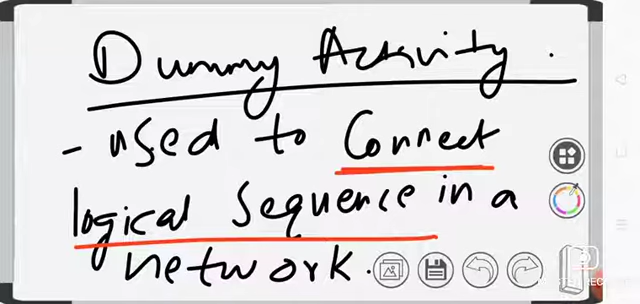 Dummy Activity.
- used to Connect
logical Sequence in a
network.